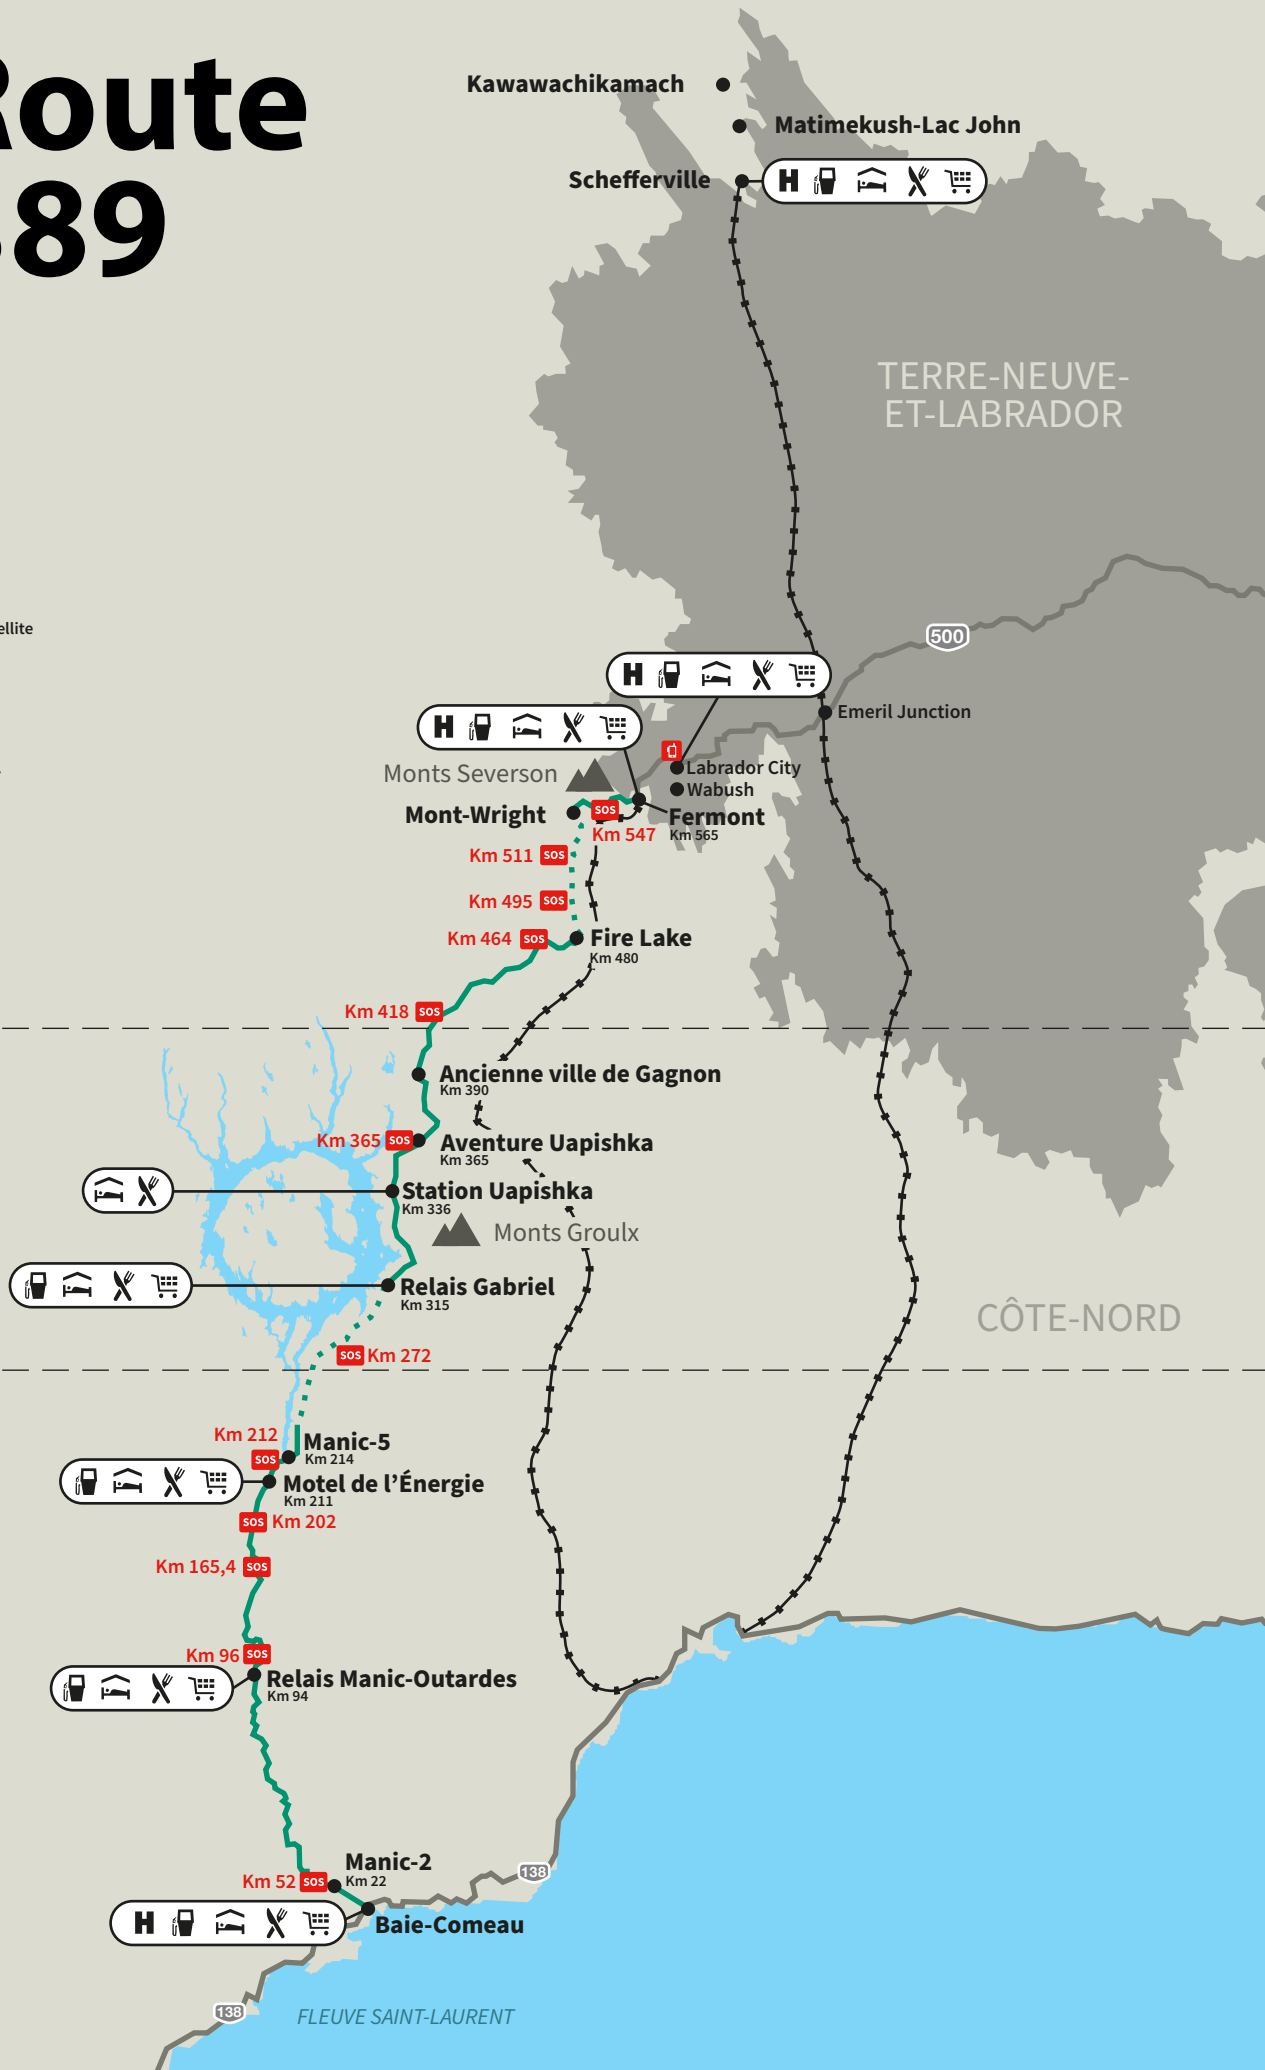 Route
389
Kawawachikamach
Matimekush-Lac John
Schefferville
H
TERRE-NEUVE-
ET-LABRADOR
ellite
500
H
Emeril Junction
H
Labrador City
Monts Severson
Wabush
Mont-Wright
SOS
Fermont
Km 565
Km 547
Km 511 SOS
Km 495 SOS
Km 464 SOS
Fire Lake
Km 480
Km 418 SOS
Ancienne ville de Gagnon
Km 390
Km 365 SOS
Aventure Uapishka
Km 365
Station Uapishka
Km 336
Monts Groulx
Relais Gabriel
Km 315
CÔTE-NORD
SOS Km 272
Km 212
SOS
Manic-5
Km 214
Motel de l’Énergie
Km 211
SOS Km 202
Km 165,4 SOS
Km 96 SOS
Relais Manic-Outardes
Km 94
Manic-2
Km 22
Km 52 SOS
138
H
Baie-Comeau
138
FLEUVE SAINT-LAURENT